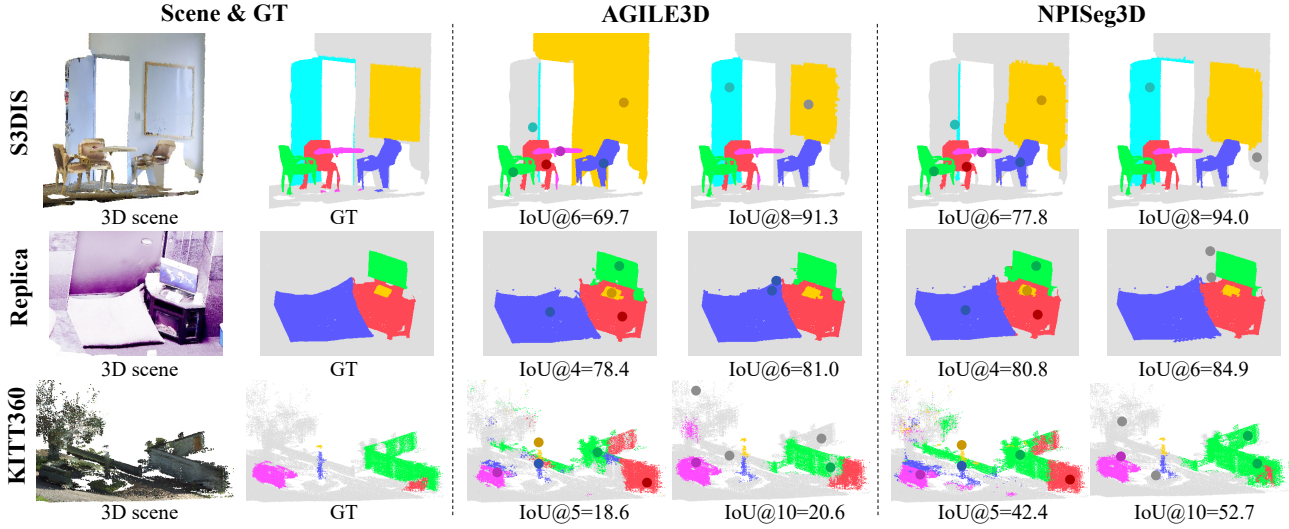 Scene & GT
AGILE3D
NPISeg3D
S3DIS
3D scene
GT
IoU@6=69.7
IoU@8=91.3
IoU@6=77.8
IoU@8=94.0
Replica
3D scene
GT
IoU@4=78.4
IoU@6=81.0
IoU@4=80.8
IoU@6=84.9
KITT360
3D scene
GT
IoU@5=18.6
IoU@10=20.6
IoU@5=42.4
IoU@10=52.7